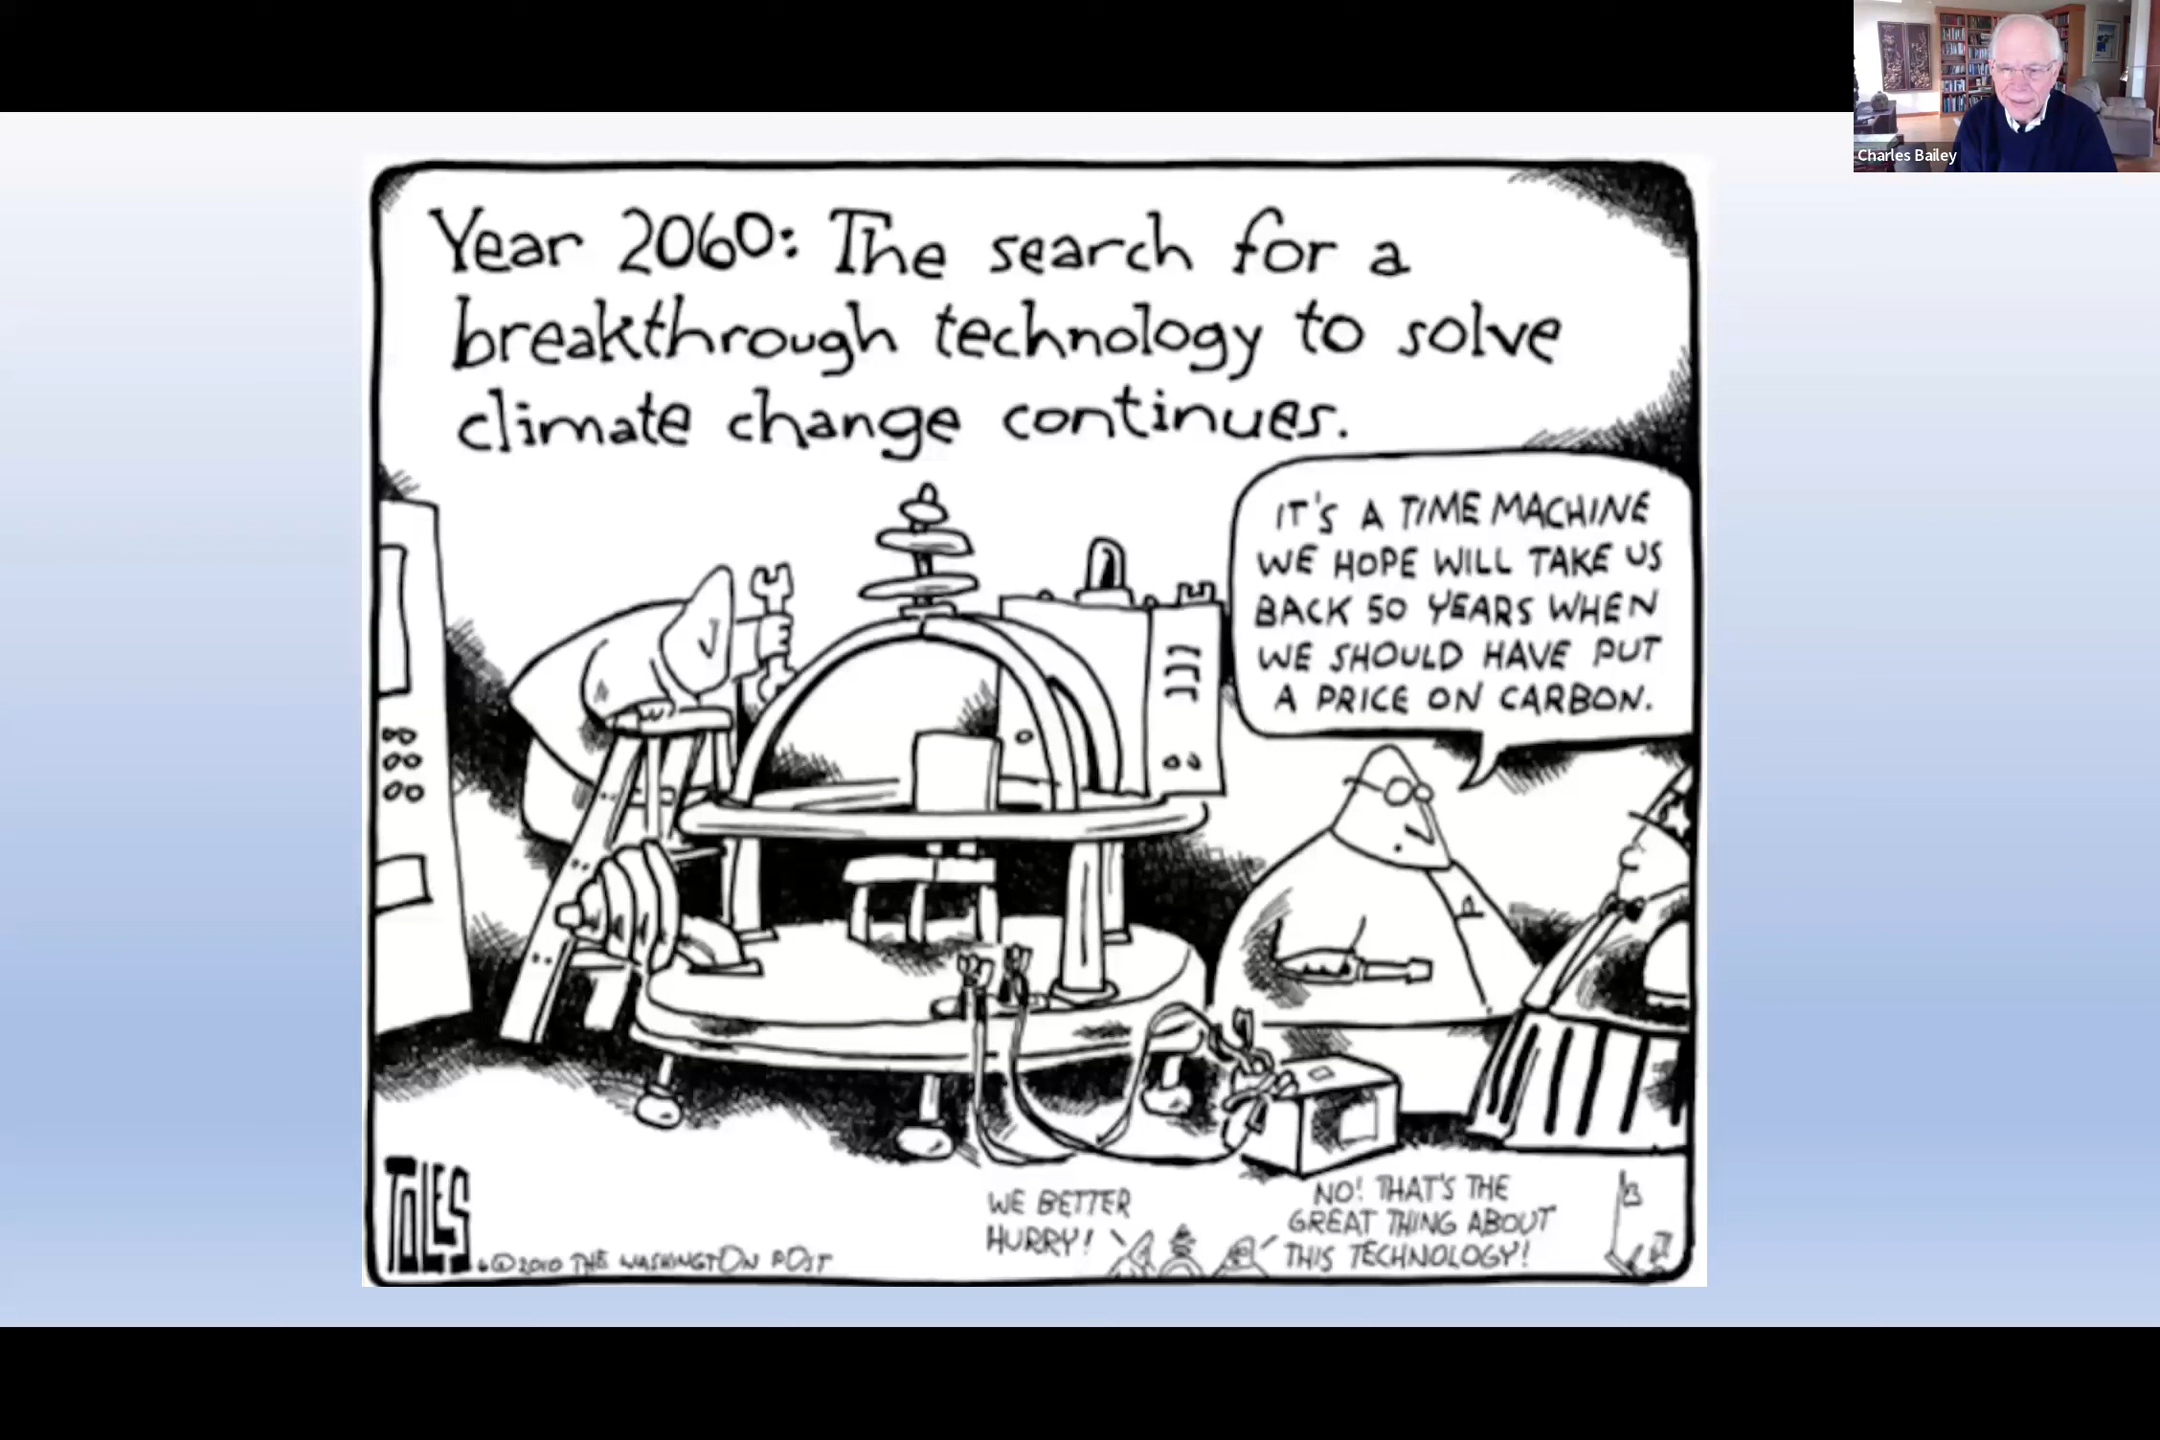 Charles Bailey
Year 2060: The search for a
breakthrough technology to solve
climate change continues.
IT'S A TIME MACHINE
WE HOPE WILL TAKE US
BACK 50 YEARS WHEN
WE SHOULD HAVE PUT
A PRICE ON CARBON.
TOLES
©2010 THE WASHINGTON POST
WE BETTER
HURRY!
NO! THAT'S THE
GREAT THING ABOUT
THIS TECHNOLOGY!